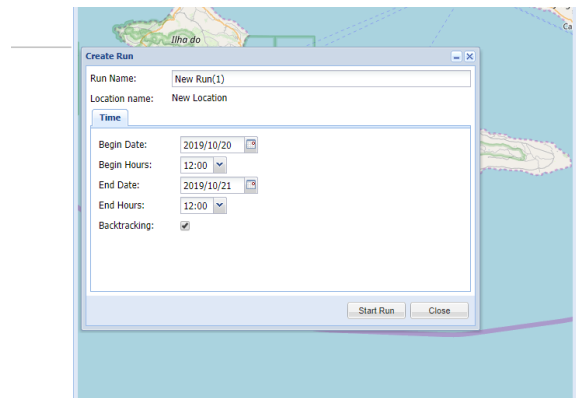 Ilha do
Ca
Create Run
Run Name: New Run(1)
Location name: New Location
Time
Begin Date: 2019/10/20
Begin Hours: 12:00
End Date: 2019/10/21
End Hours: 12:00
Backtracking:
Start Run Close